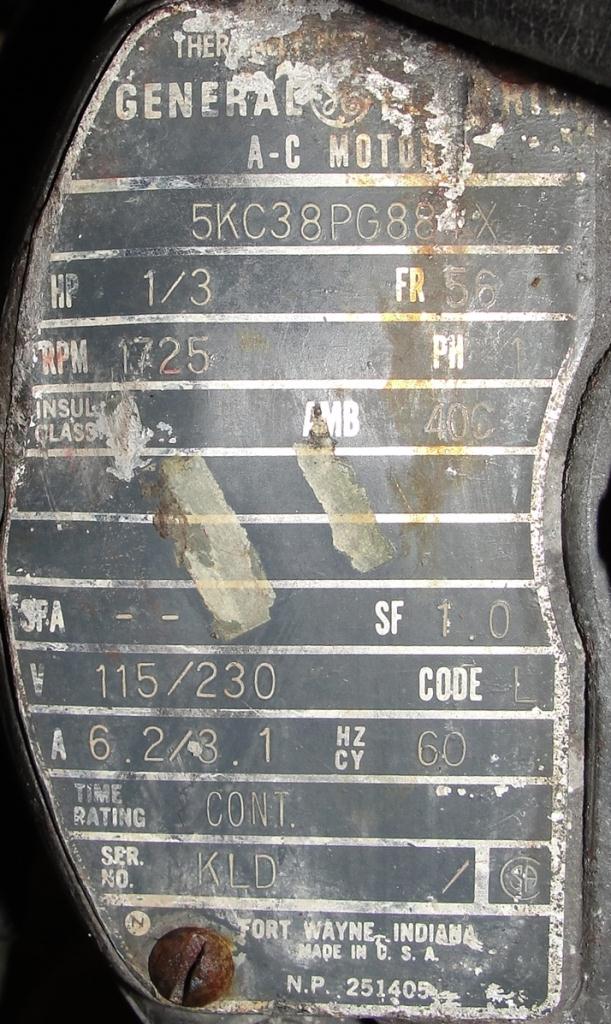 GENERAL
A-C MOTOR
5KC38PG88
HP 1/3 FR 56
RPM 1725 PH 1
INSUL CLASS AMB 40C
SFA -- SF 1.0
V 115/230 CODE L
A 6.2/3.1 HZ CY 60
TIME RATING CONT.
SER. NO. KLD /
N FORT WAYNE, INDIANA
MADE IN U.S.A.
N.P. 251405